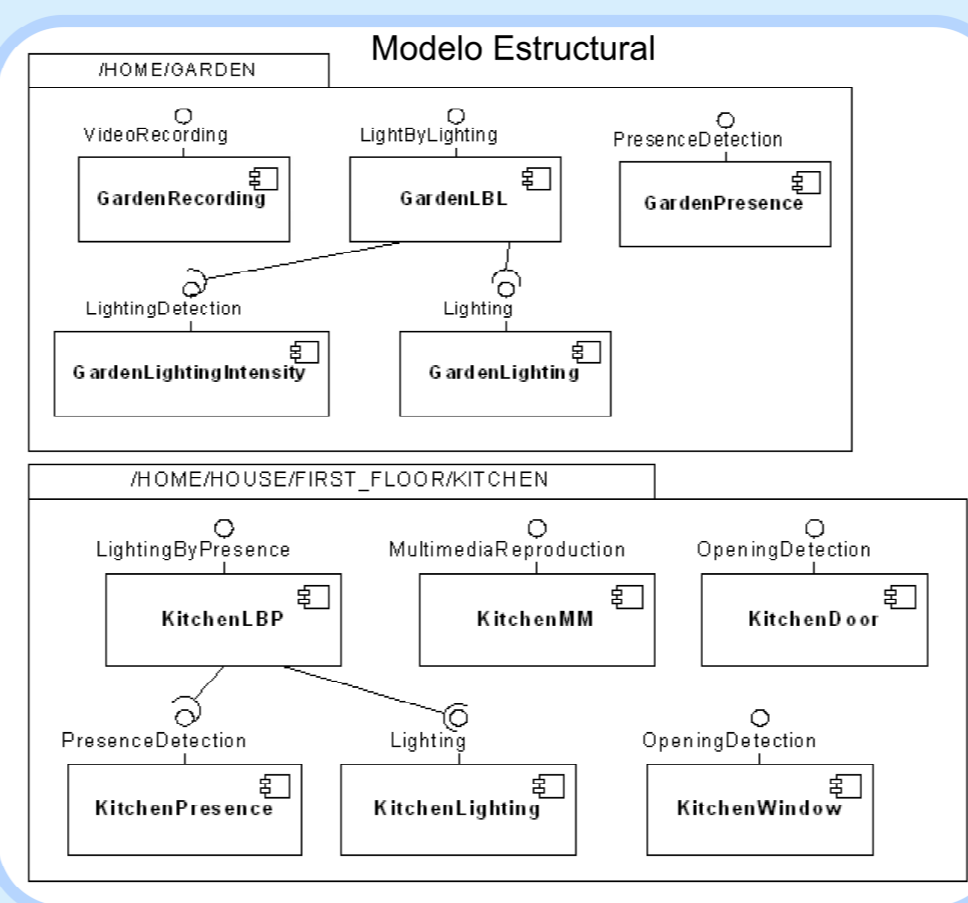 Modelo Estructural
/HOME/GARDEN
VideoRecording
LightByLighting
PresenceDetection
GardenRecording
GardenLBL
GardenPresence
LightingDetection
Lighting
GardenLightingIntensity
GardenLighting
/HOME/HOUSE/FIRST_FLOOR/KITCHEN
LightingByPresence
MultimediaReproduction
OpeningDetection
KitchenLBP
KitchenMM
KitchenDoor
PresenceDetection
Lighting
OpeningDetection
KitchenPresence
KitchenLighting
KitchenWindow